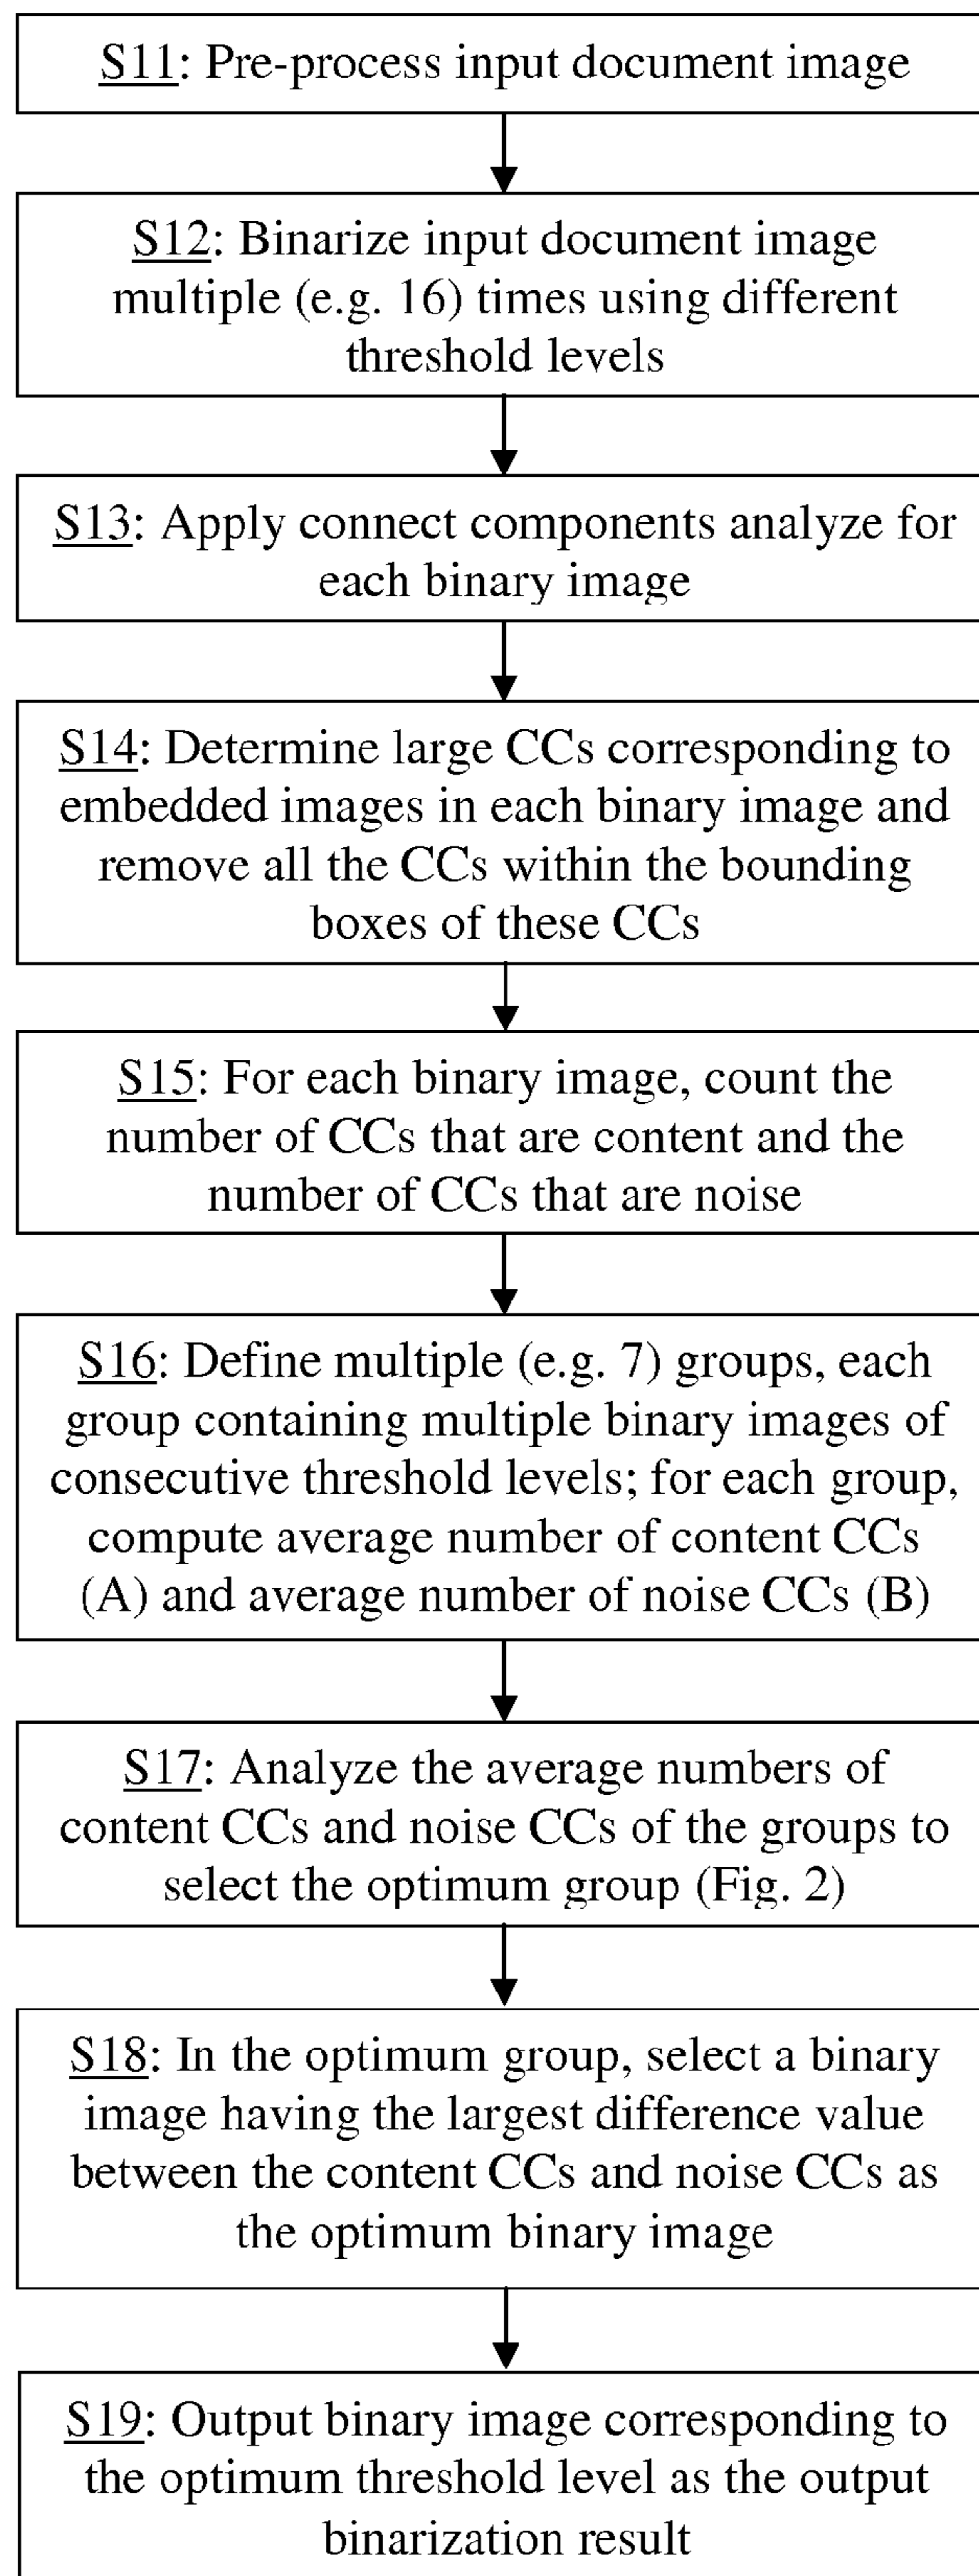 S11: Pre-process input document image
S12: Binarize input document image
multiple (e.g. 16) times using different
threshold levels
S13: Apply connect components analyze for
each binary image
S14: Determine large CCs corresponding to
embedded images in each binary image and
remove all the CCs within the bounding
boxes of these CCs
S15: For each binary image, count the
number of CCs that are content and the
number of CCs that are noise
S16: Define multiple (e.g. 7) groups, each
group containing multiple binary images of
consecutive threshold levels; for each group,
compute average number of content CCs
(A) and average number of noise CCs (B)
S17: Analyze the average numbers of
content CCs and noise CCs of the groups to
select the optimum group (Fig. 2)
S18: In the optimum group, select a binary
image having the largest difference value
between the content CCs and noise CCs as
the optimum binary image
S19: Output binary image corresponding to
the optimum threshold level as the output
binarization result